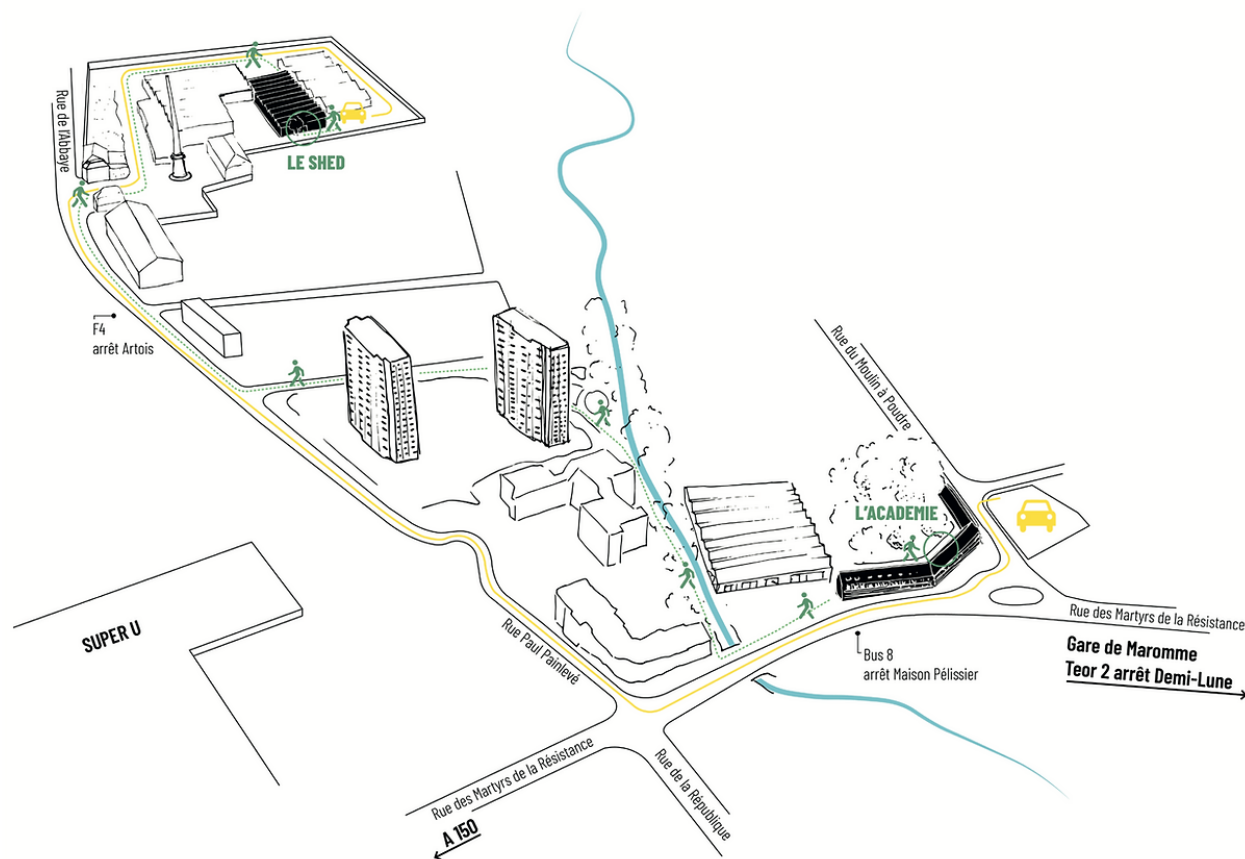 Rue de l'Abbaye
LE SHED
F4
arrêt Artois
Rue du Moulin à Poudre
L'ACADEMIE
SUPER U
Rue Paul Painlevé
Rue des Martyrs de la Résistance
Bus 8
arrêt Maison Pélissier
Gare de Maromme
Teor 2 arrêt Demi-Lune
Rue des Martyrs de la Résistance
Rue de la République
A 150